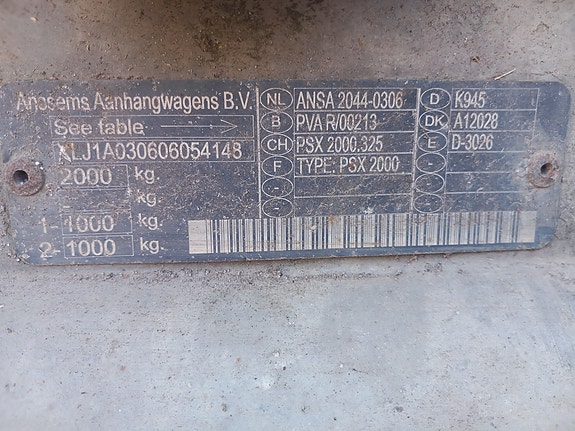 Anssems Aanhangwagens B.V.
See table
XLJ1A030606054148
2000 kg.
- kg.
1- 1000 kg.
2- 1000 kg.
NL ANSA 2044-0306
B PVA R/00213
CH PSX 2000.325
F TYPE: PSX 2000
- -
- -
D K945
DK A12028
E D-3026
- -
- -